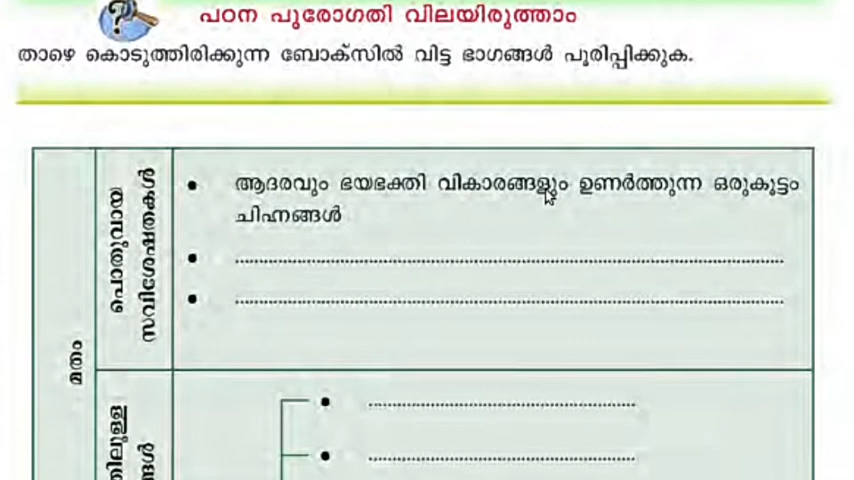 പഠന പുരോഗതി വിലയിരുത്താം
താഴെ കൊടുത്തിരിക്കുന്ന ബോക്സിൽ വിട്ട ഭാഗങ്ങൾ പൂരിപ്പിക്കുക.
മതം
പൊതുവായ
സവിശേഷതകൾ
• ആദരവും ഭയഭക്തി വികാരങ്ങളും ഉണർത്തുന്ന ഒരുകൂട്ടം
ചിഹ്നങ്ങൾ
• ........................................
• ........................................
• ........................................
• ........................................